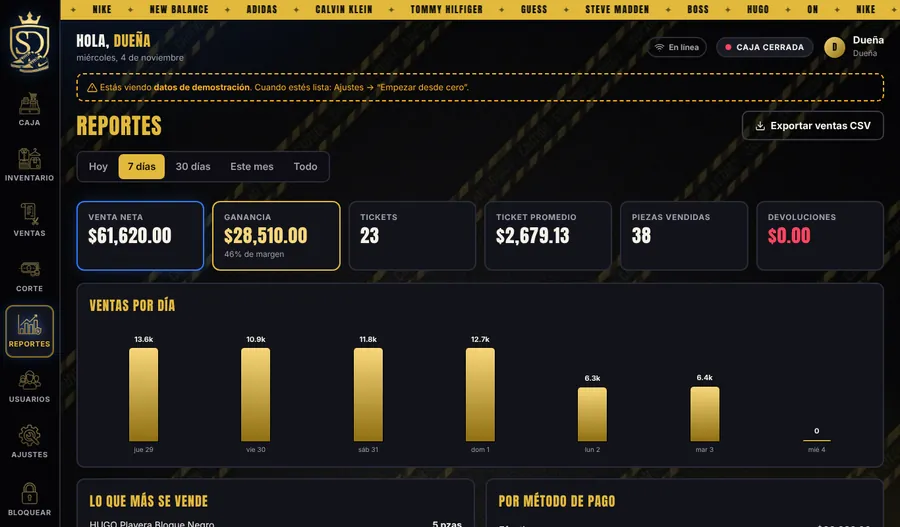 NIKE ✦ NEW BALANCE ✦ ADIDAS ✦ CALVIN KLEIN ✦ TOMMY HILFIGER ✦ GUESS ✦ STEVE MADDEN ✦ BOSS ✦ HUGO ✦ ON ✦ NIKE
SD
HOLA, DUEÑA
miércoles, 4 de noviembre
En línea
CAJA CERRADA
D
Dueña
Dueña
Estás viendo datos de demostración. Cuando estés lista: Ajustes → "Empezar desde cero".
CAJA
INVENTARIO
VENTAS
CORTE
REPORTES
USUARIOS
AJUSTES
BLOQUEAR
REPORTES
Exportar ventas CSV
Hoy 7 días 30 días Este mes Todo
VENTA NETA
$61,620.00
GANANCIA
$28,510.00
46% de margen
TICKETS
23
TICKET PROMEDIO
$2,679.13
PIEZAS VENDIDAS
38
DEVOLUCIONES
$0.00
VENTAS POR DÍA
13.6k 10.9k 11.8k 12.7k 6.3k 6.4k 0
jue 29 vie 30 sáb 31 dom 1 lun 2 mar 3 mié 4
LO QUE MÁS SE VENDE
HUGO Playera Bloque Negro 5 pzas
POR MÉTODO DE PAGO